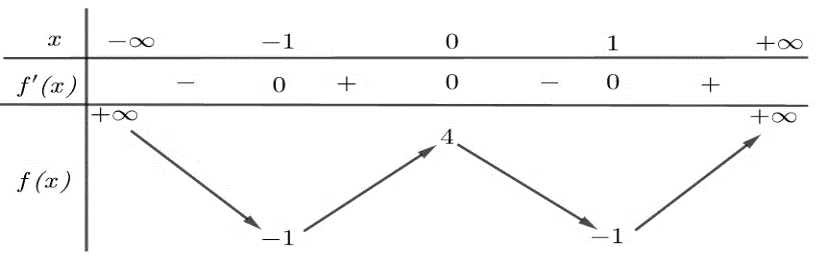 x −∞ −1 0 1 +∞
f′(x) − 0 + 0 − 0 +
+∞ +∞
4
f(x)
−1 −1